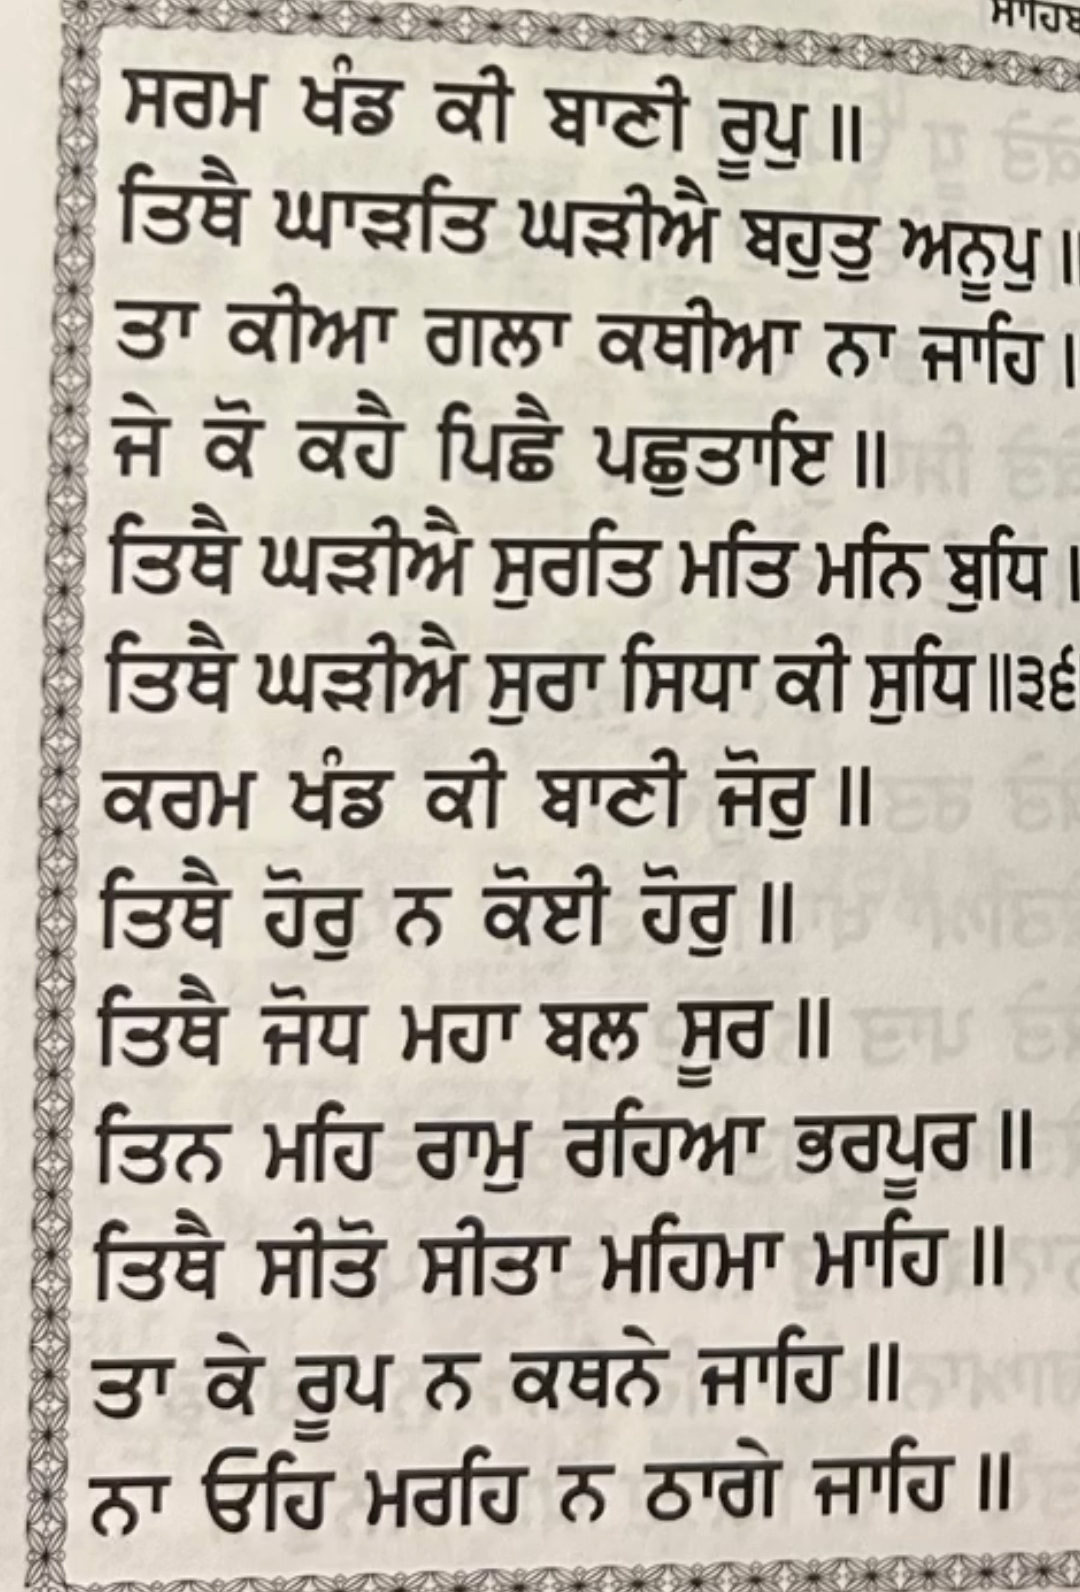 ਸਰਮ ਖੰਡ ਕੀ ਬਾਣੀ ਰੂਪੁ ॥
ਤਿਥੈ ਘਾੜਤਿ ਘੜੀਐ ਬਹੁਤੁ ਅਨੂਪੁ ॥
ਤਾ ਕੀਆ ਗਲਾ ਕਥੀਆ ਨਾ ਜਾਹਿ ।
ਜੇ ਕੋ ਕਹੈ ਪਿਛੈ ਪਛੁਤਾਇ ॥
ਤਿਥੈ ਘੜੀਐ ਸੁਰਤਿ ਮਤਿ ਮਨਿ ਬੁਧਿ ।
ਤਿਥੈ ਘੜੀਐ ਸੁਰਾ ਸਿਧਾ ਕੀ ਸੁਧਿ ॥੩੬
ਕਰਮ ਖੰਡ ਕੀ ਬਾਣੀ ਜੋਰੁ ॥
ਤਿਥੈ ਹੋਰੁ ਨ ਕੋਈ ਹੋਰੁ ॥
ਤਿਥੈ ਜੋਧ ਮਹਾ ਬਲ ਸੂਰ ॥
ਤਿਨ ਮਹਿ ਰਾਮੁ ਰਹਿਆ ਭਰਪੂਰ ॥
ਤਿਥੈ ਸੀਤੋ ਸੀਤਾ ਮਹਿਮਾ ਮਾਹਿ ॥
ਤਾ ਕੇ ਰੂਪ ਨ ਕਥਨੇ ਜਾਹਿ ॥
ਨਾ ਓਹਿ ਮਰਹਿ ਨ ਠਾਗੇ ਜਾਹਿ ॥